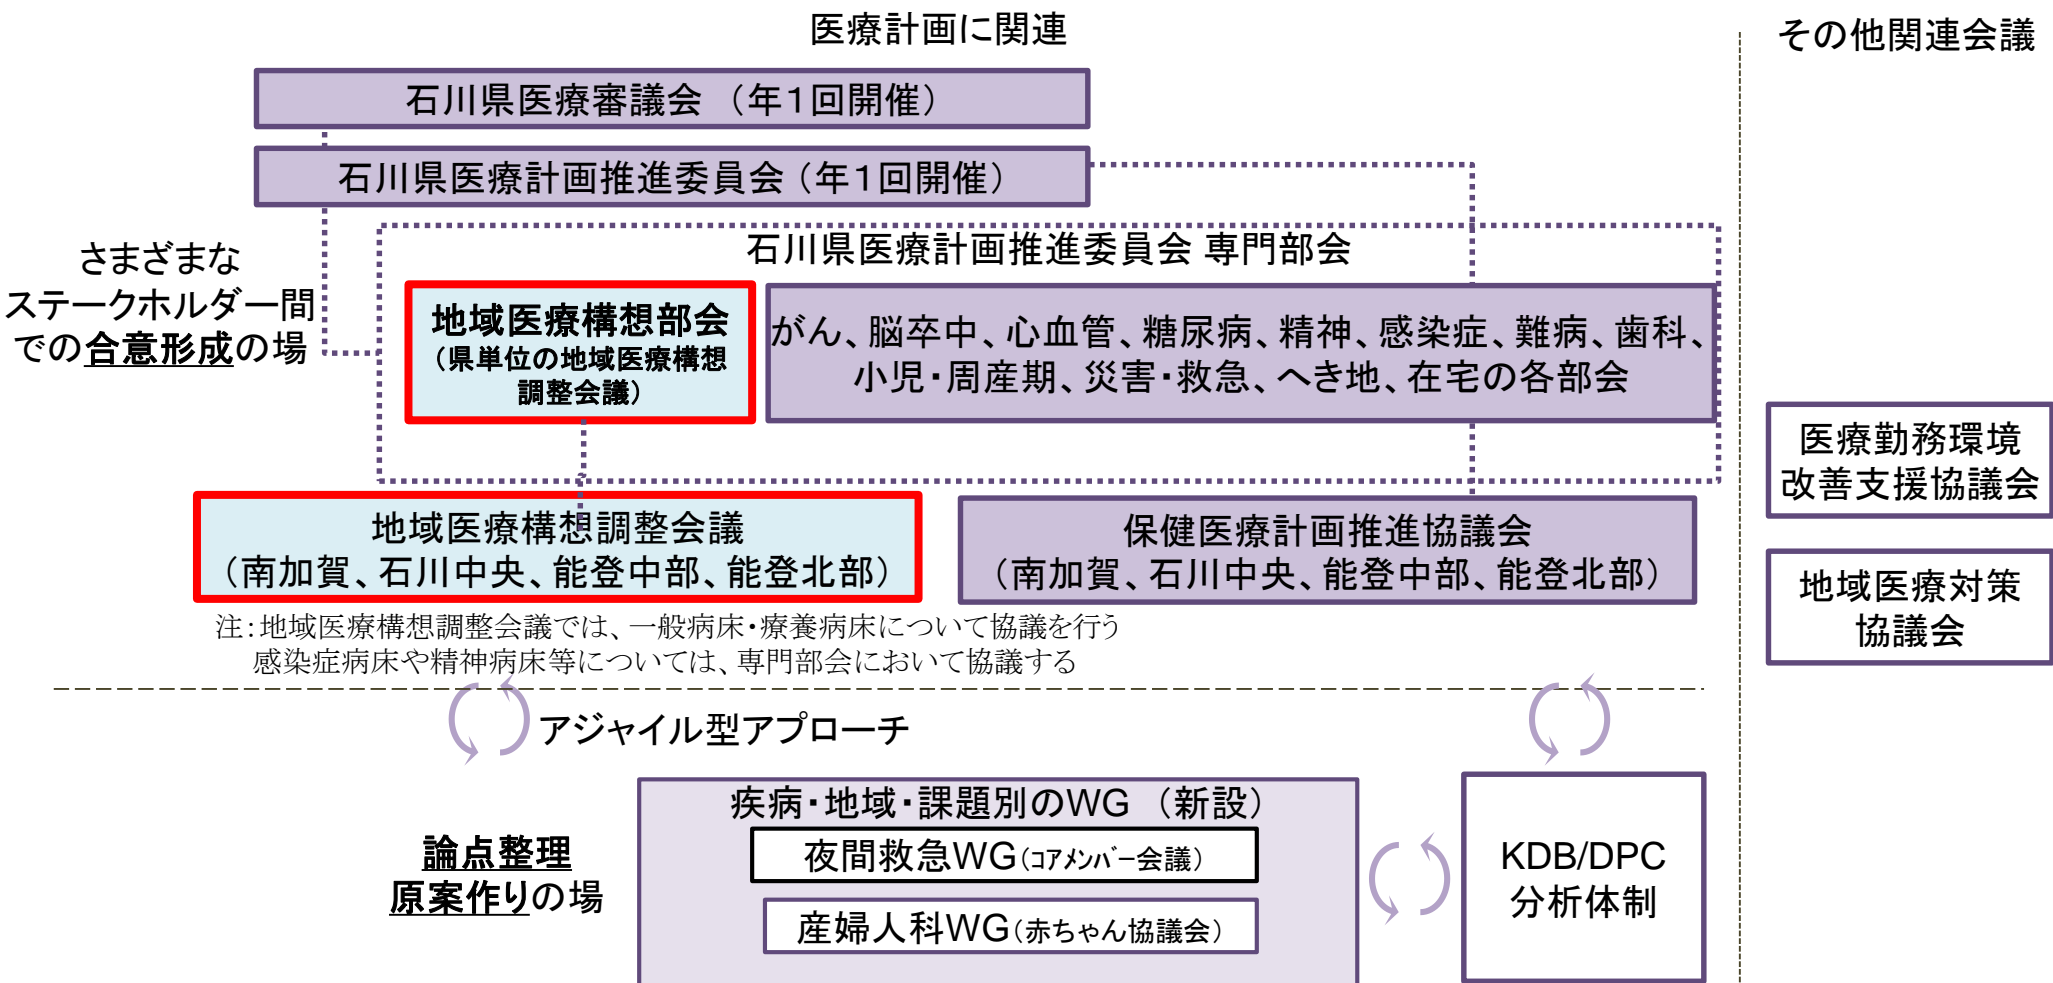 医療計画に関連
その他関連会議
石川県医療審議会 （年１回開催）
石川県医療計画推進委員会（年１回開催）
石川県医療計画推進委員会 専門部会
さまざまな
ステークホルダー間
での合意形成の場
地域医療構想部会
（県単位の地域医療構想
調整会議）
がん、脳卒中、心血管、糖尿病、精神、感染症、難病、歯科、
小児・周産期、災害・救急、へき地、在宅の各部会
医療勤務環境
改善支援協議会
地域医療構想調整会議
（南加賀、石川中央、能登中部、能登北部）
保健医療計画推進協議会
（南加賀、石川中央、能登中部、能登北部）
地域医療対策
協議会
注：地域医療構想調整会議では、一般病床・療養病床について協議を行う
感染症病床や精神病床等については、専門部会において協議する
アジャイル型アプローチ
疾病・地域・課題別のWG （新設）
夜間救急WG（ｺｱﾒﾝﾊﾞｰ会議）
産婦人科WG（赤ちゃん協議会）
論点整理
原案作りの場
KDB/DPC
分析体制